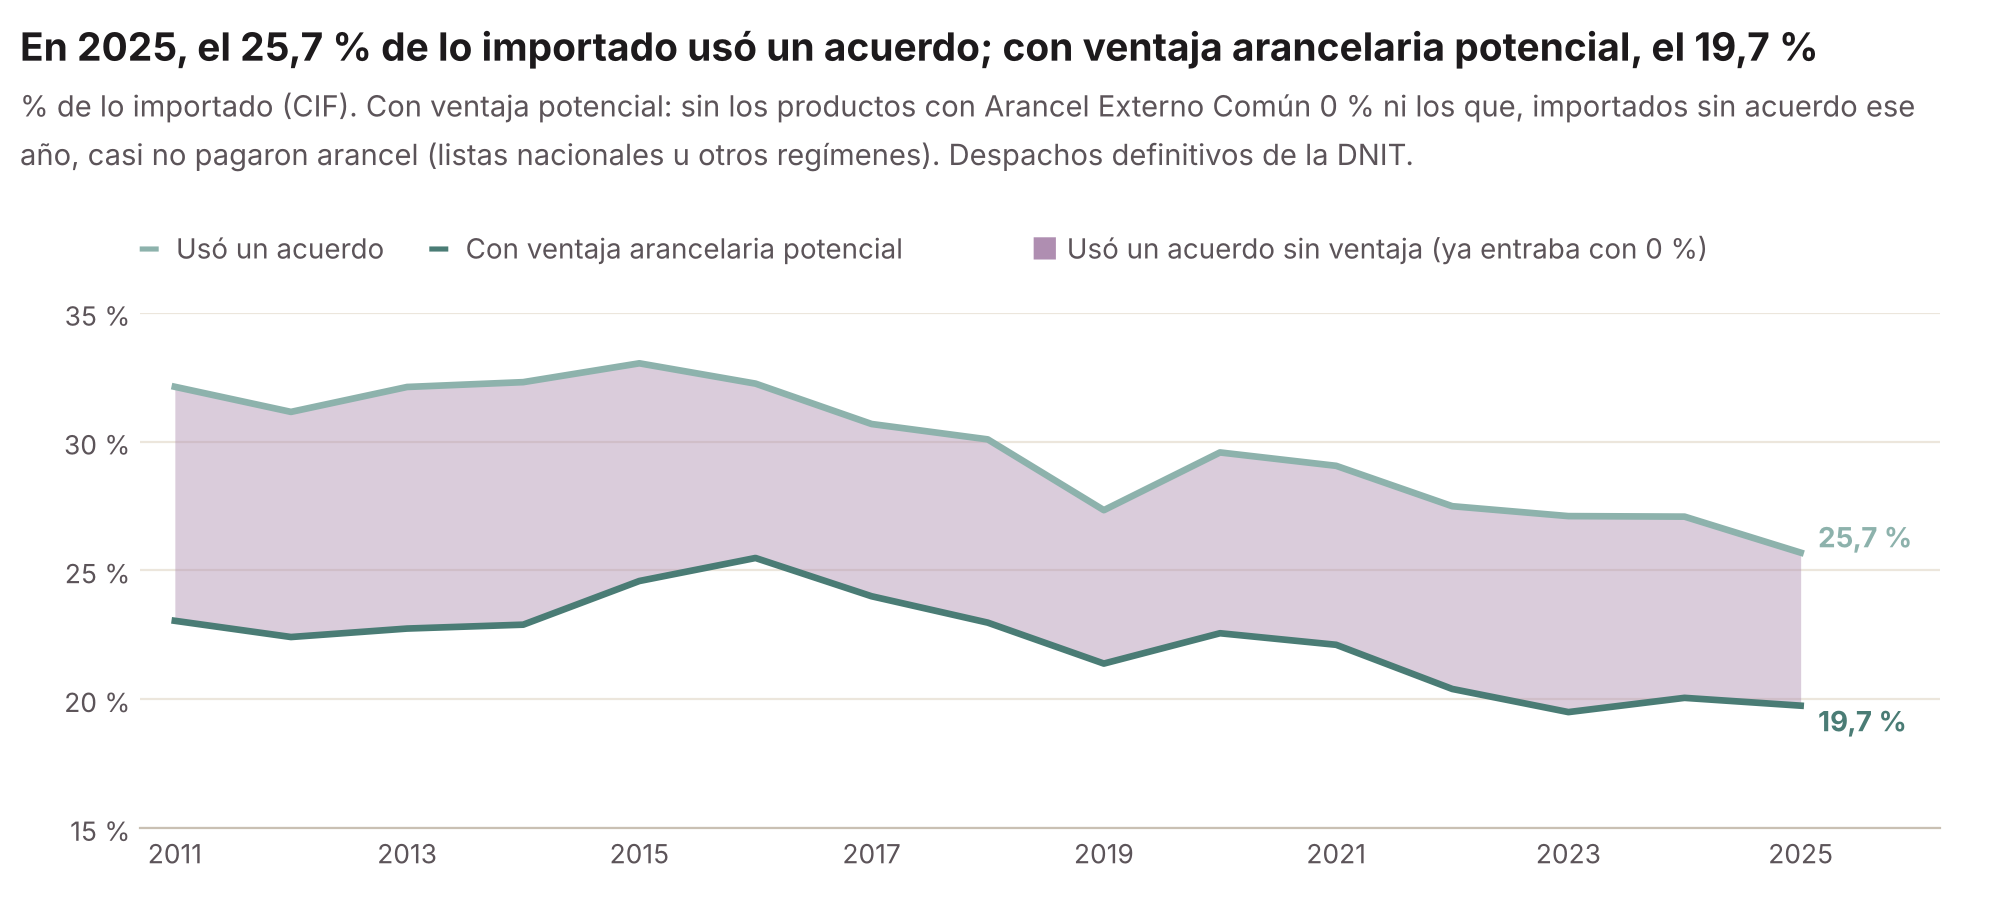 En 2025, el 25,7 % de lo importado usó un acuerdo; con ventaja arancelaria potencial, el 19,7 %
% de lo importado (CIF). Con ventaja potencial: sin los productos con Arancel Externo Común 0 % ni los que, importados sin acuerdo ese
año, casi no pagaron arancel (listas nacionales u otros regímenes). Despachos definitivos de la DNIT.
Usó un acuerdo Con ventaja arancelaria potencial Usó un acuerdo sin ventaja (ya entraba con 0 %)
35 %
30 %
25,7 %
25 %
20 %
19,7 %
15 %
2011 2013 2015 2017 2019 2021 2023 2025